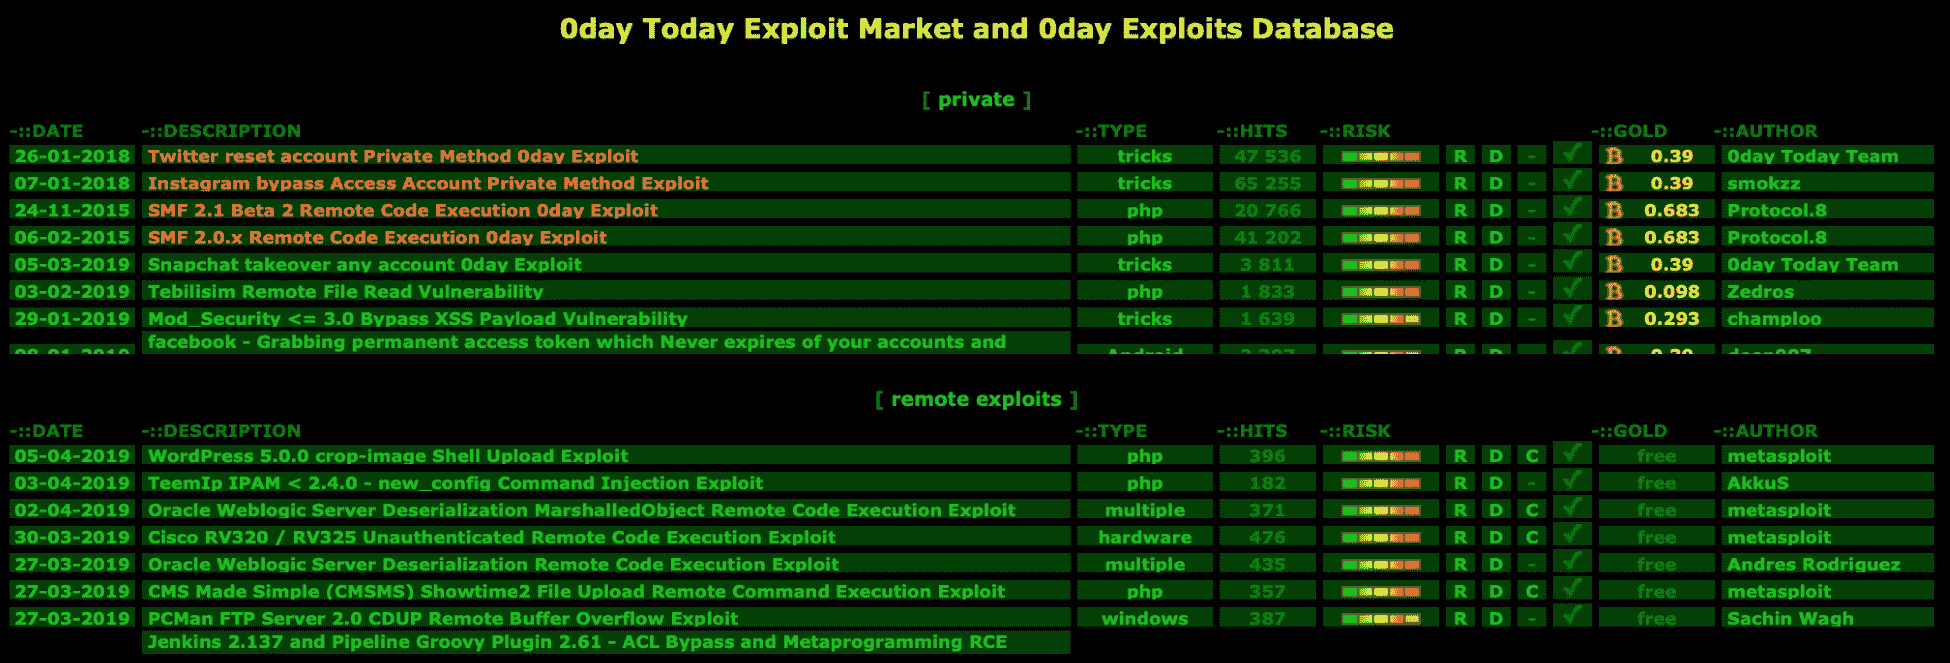 0day Today Exploit Market and 0day Exploits Database
[ private ]
-::DATE -::DESCRIPTION -::TYPE -::HITS -::RISK -::GOLD -::AUTHOR
26-01-2018 Twitter reset account Private Method 0day Exploit tricks 47 536 R D - 0.39 0day Today Team
07-01-2018 Instagram bypass Access Account Private Method Exploit tricks 65 255 R D - 0.39 smokzz
24-11-2015 SMF 2.1 Beta 2 Remote Code Execution 0day Exploit php 20 766 R D - 0.683 Protocol.8
06-02-2015 SMF 2.0.x Remote Code Execution 0day Exploit php 41 202 R D - 0.683 Protocol.8
05-03-2019 Snapchat takeover any account 0day Exploit tricks 3 811 R D - 0.39 0day Today Team
03-02-2019 Tebilisim Remote File Read Vulnerability php 1 833 R D - 0.098 Zedros
29-01-2019 Mod_Security <= 3.0 Bypass XSS Payload Vulnerability tricks 1 639 R D - 0.293 champloo
facebook - Grabbing permanent access token which Never expires of your accounts and
Android R D
[ remote exploits ]
-::DATE -::DESCRIPTION -::TYPE -::HITS -::RISK -::GOLD -::AUTHOR
05-04-2019 WordPress 5.0.0 crop-image Shell Upload Exploit php 396 R D C free metasploit
03-04-2019 TeemIp IPAM < 2.4.0 - new_config Command Injection Exploit php 182 R D - free AkkuS
02-04-2019 Oracle Weblogic Server Deserialization MarshalledObject Remote Code Execution Exploit multiple 371 R D C free metasploit
30-03-2019 Cisco RV320 / RV325 Unauthenticated Remote Code Execution Exploit hardware 476 R D C free metasploit
27-03-2019 Oracle Weblogic Server Deserialization Remote Code Execution Exploit multiple 435 R D - free Andres Rodriguez
27-03-2019 CMS Made Simple (CMSMS) Showtime2 File Upload Remote Command Execution Exploit php 357 R D C free metasploit
27-03-2019 PCMan FTP Server 2.0 CDUP Remote Buffer Overflow Exploit windows 387 R D - free Sachin Wagh
Jenkins 2.137 and Pipeline Groovy Plugin 2.61 - ACL Bypass and Metaprogramming RCE